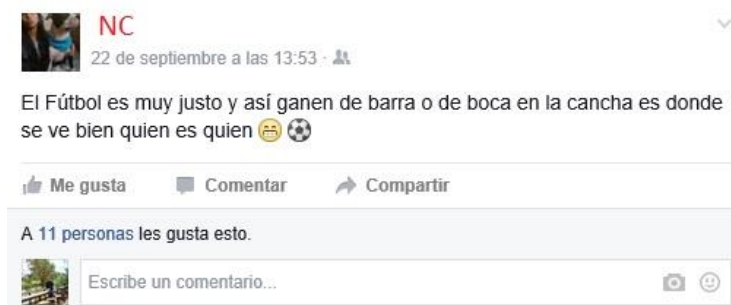 NC
22 de septiembre a las 13:53 ·
El Fútbol es muy justo y así ganen de barra o de boca en la cancha es donde
se ve bien quien es quien 😁 ⚽
Me gusta Comentar Compartir
A 11 personas les gusta esto.
Escribe un comentario...